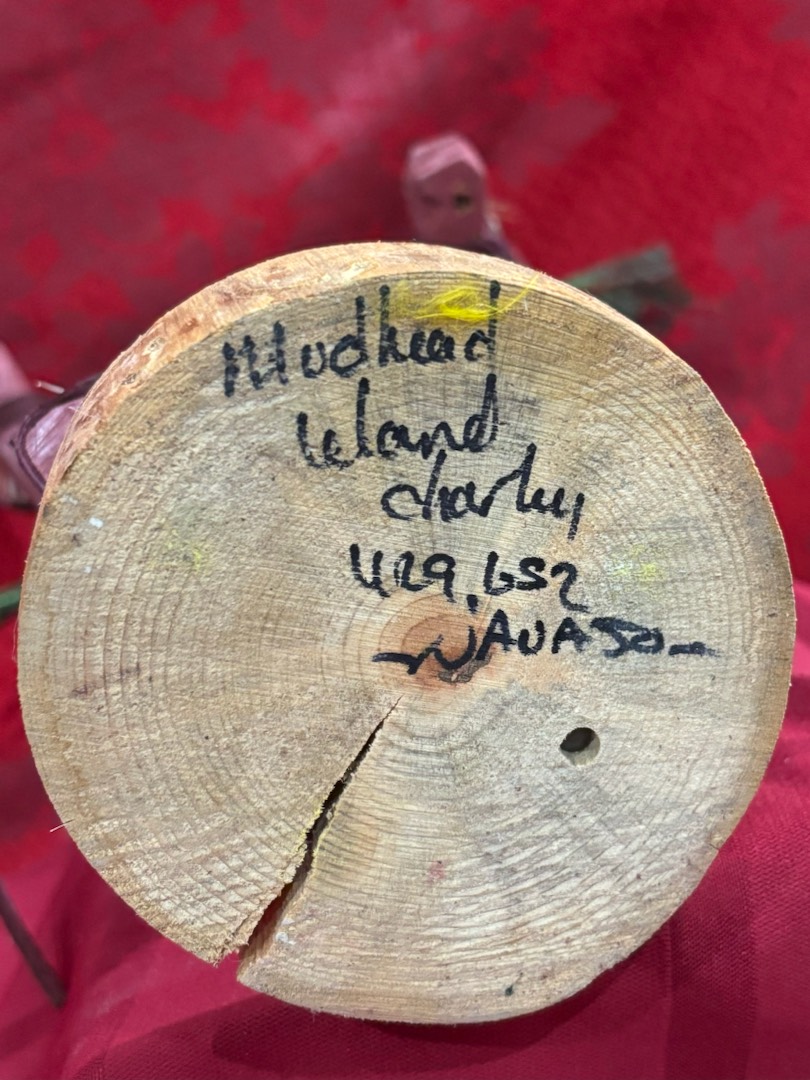 Mudhead
Leland
Charley
429,652
NAVAJO